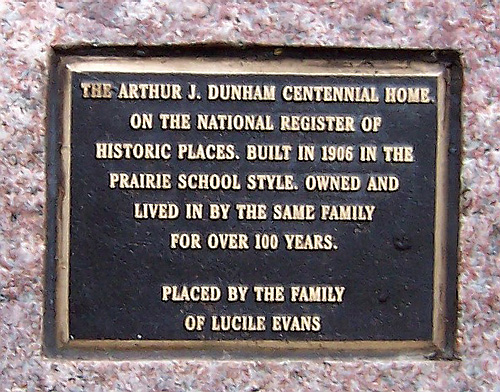 THE ARTHUR J. DUNHAM CENTENNIAL HOME.
ON THE NATIONAL REGISTER OF
HISTORIC PLACES. BUILT IN 1906 IN THE
PRAIRIE SCHOOL STYLE. OWNED AND
LIVED IN BY THE SAME FAMILY
FOR OVER 100 YEARS.
PLACED BY THE FAMILY
OF LUCILE EVANS